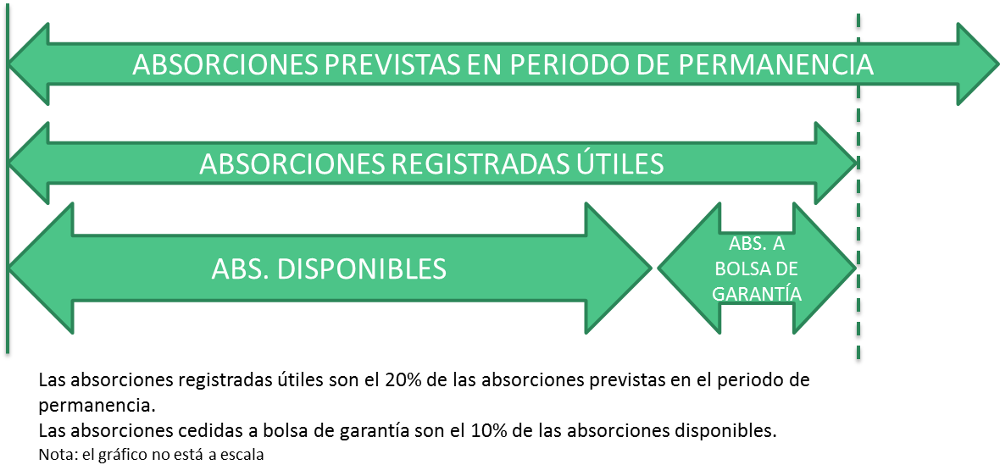 ABSORCIONES PREVISTAS EN PERIODO DE PERMANENCIA
ABSORCIONES REGISTRADAS ÚTILES
ABS. DISPONIBLES
ABS. A
BOLSA DE
GARANTÍA
Las absorciones registradas útiles son el 20% de las absorciones previstas en el periodo de
permanencia.
Las absorciones cedidas a bolsa de garantía son el 10% de las absorciones disponibles.
Nota: el gráfico no está a escala